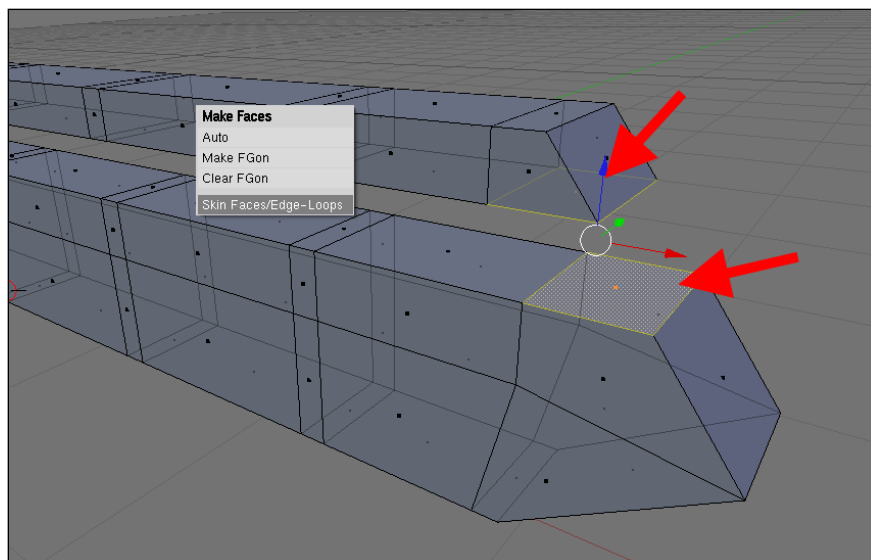 Make Faces
Auto
Make FGon
Clear FGon
Skin Faces/Edge-Loops